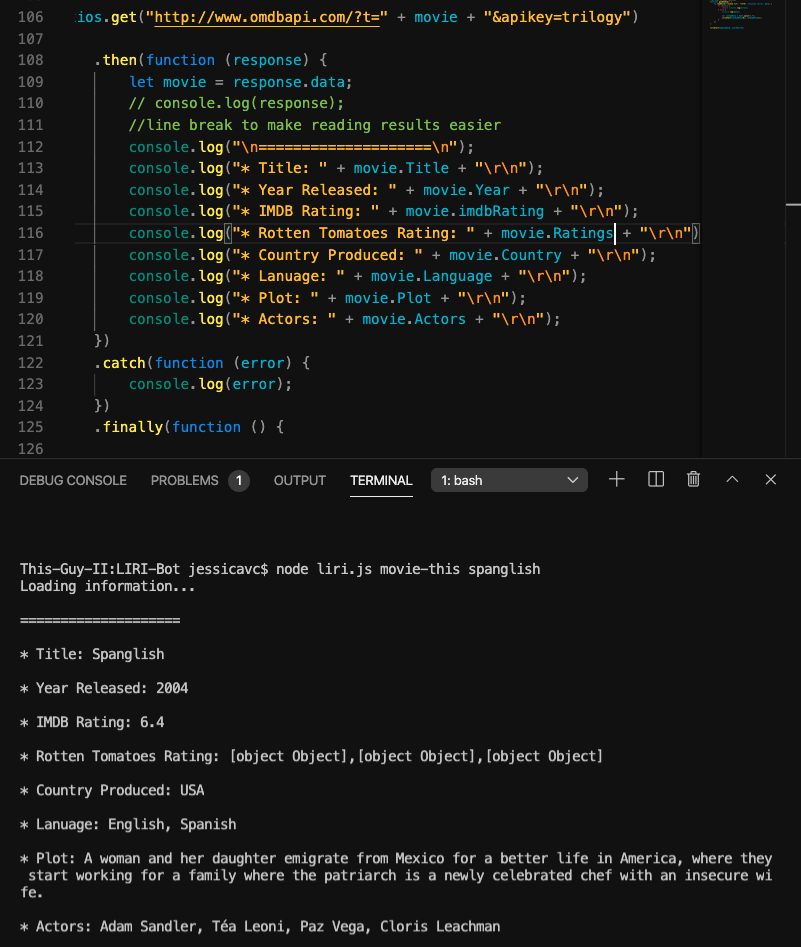 106 ios.get("http://www.omdbapi.com/?t=" + movie + "&apikey=trilogy")
107
108 .then(function (response) {
109 let movie = response.data;
110 // console.log(response);
111 //line break to make reading results easier
112 console.log("\n====================\n");
113 console.log("* Title: " + movie.Title + "\r\n");
114 console.log("* Year Released: " + movie.Year + "\r\n");
115 console.log("* IMDB Rating: " + movie.imdbRating + "\r\n");
116 console.log("* Rotten Tomatoes Rating: " + movie.Ratings + "\r\n")
117 console.log("* Country Produced: " + movie.Country + "\r\n");
118 console.log("* Lanuage: " + movie.Language + "\r\n");
119 console.log("* Plot: " + movie.Plot + "\r\n");
120 console.log("* Actors: " + movie.Actors + "\r\n");
121 })
122 .catch(function (error) {
123 console.log(error);
124 })
125 .finally(function () {
126
DEBUG CONSOLE PROBLEMS 1 OUTPUT TERMINAL 1: bash
This-Guy-II:LIRI-Bot jessicavc$ node liri.js movie-this spanglish
Loading information...
====================
* Title: Spanglish
* Year Released: 2004
* IMDB Rating: 6.4
* Rotten Tomatoes Rating: [object Object],[object Object],[object Object]
* Country Produced: USA
* Lanuage: English, Spanish
* Plot: A woman and her daughter emigrate from Mexico for a better life in America, where they
start working for a family where the patriarch is a newly celebrated chef with an insecure wi
fe.
* Actors: Adam Sandler, Téa Leoni, Paz Vega, Cloris Leachman